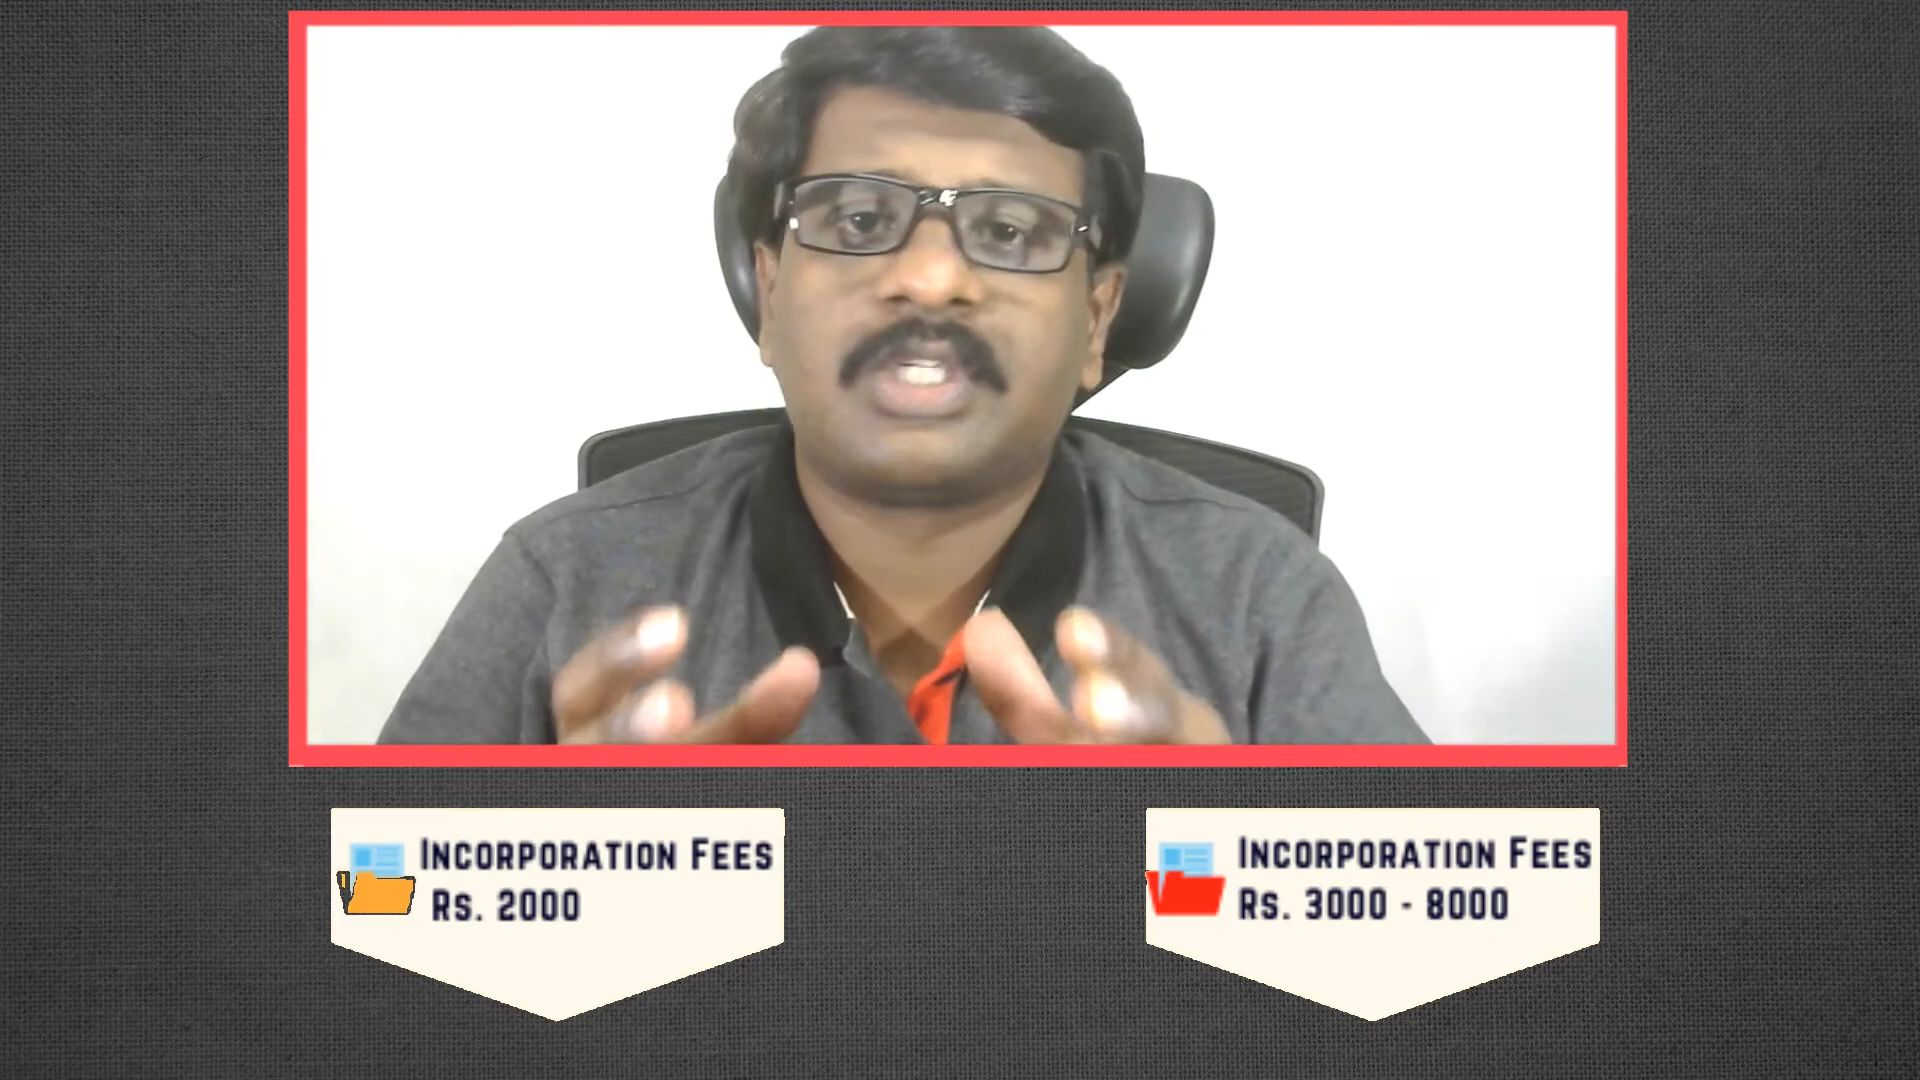 Incorporation Fees
Rs. 2000
Incorporation Fees
Rs. 3000 - 8000